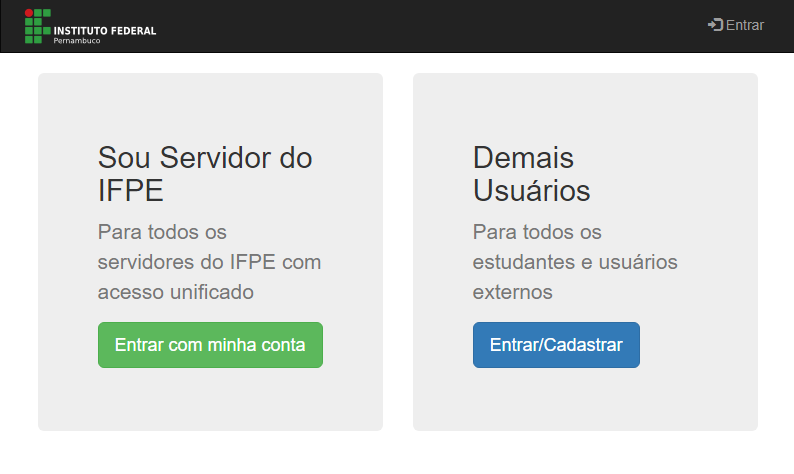 INSTITUTO FEDERAL
Pernambuco
Entrar
Sou Servidor do
IFPE
Para todos os
servidores do IFPE com
acesso unificado
Entrar com minha conta
Demais
Usuários
Para todos os
estudantes e usuários
externos
Entrar/Cadastrar